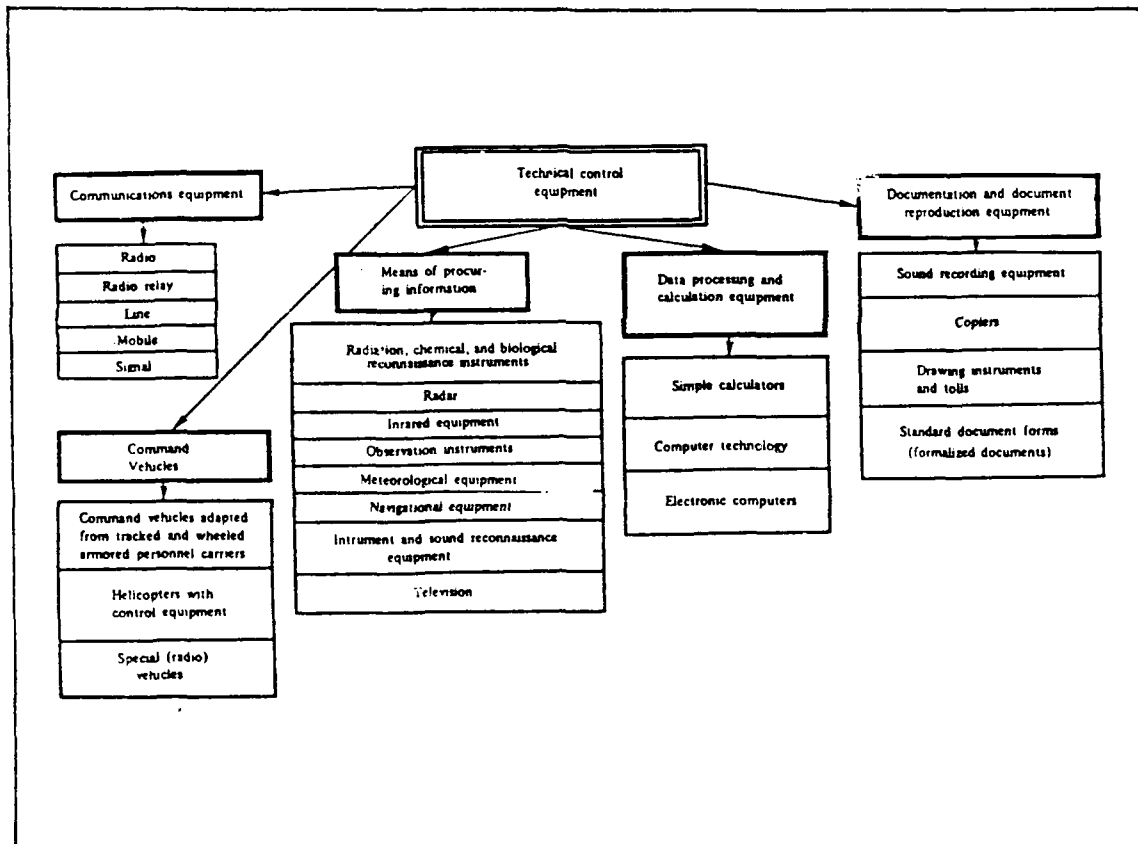 Technical control
equipment
Communications equipment
Radio
Radio relay
Line
Mobile
Signal
Command
Vehicles
Command vehicles adapted
from tracked and wheeled
armored personnel carriers
Helicopters with
control equipment
Special (radio)
vehicles
Means of procur-
ing information
Radiation, chemical, and biological
reconnaissance instruments
Radar
Inrared equipment
Observation instruments
Meteorological equipment
Navigational equipment
Intrument and sound reconnaissance
equipment
Television
Data processing and
and calculation equipment
Simple calculators
Computer technology
Electronic computers
Documentation and document
reproduction equipment
Sound recording equipment
Copiers
Drawing instruments
and tolls
Standard document forms
(formalized documents)